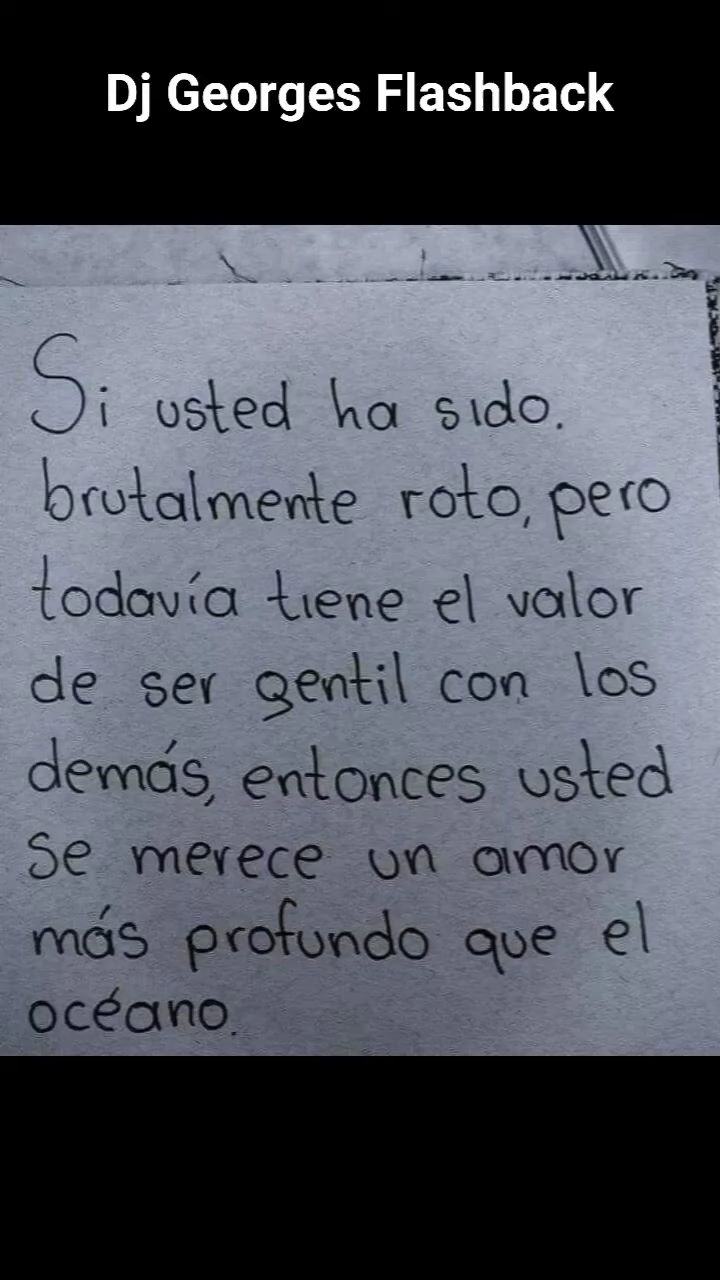 Dj Georges Flashback
Si usted ha sido.
brutalmente roto, pero
todavía tiene el valor
de ser gentil con los
demás, entonces usted
se merece un amor
más profundo que el
océano.